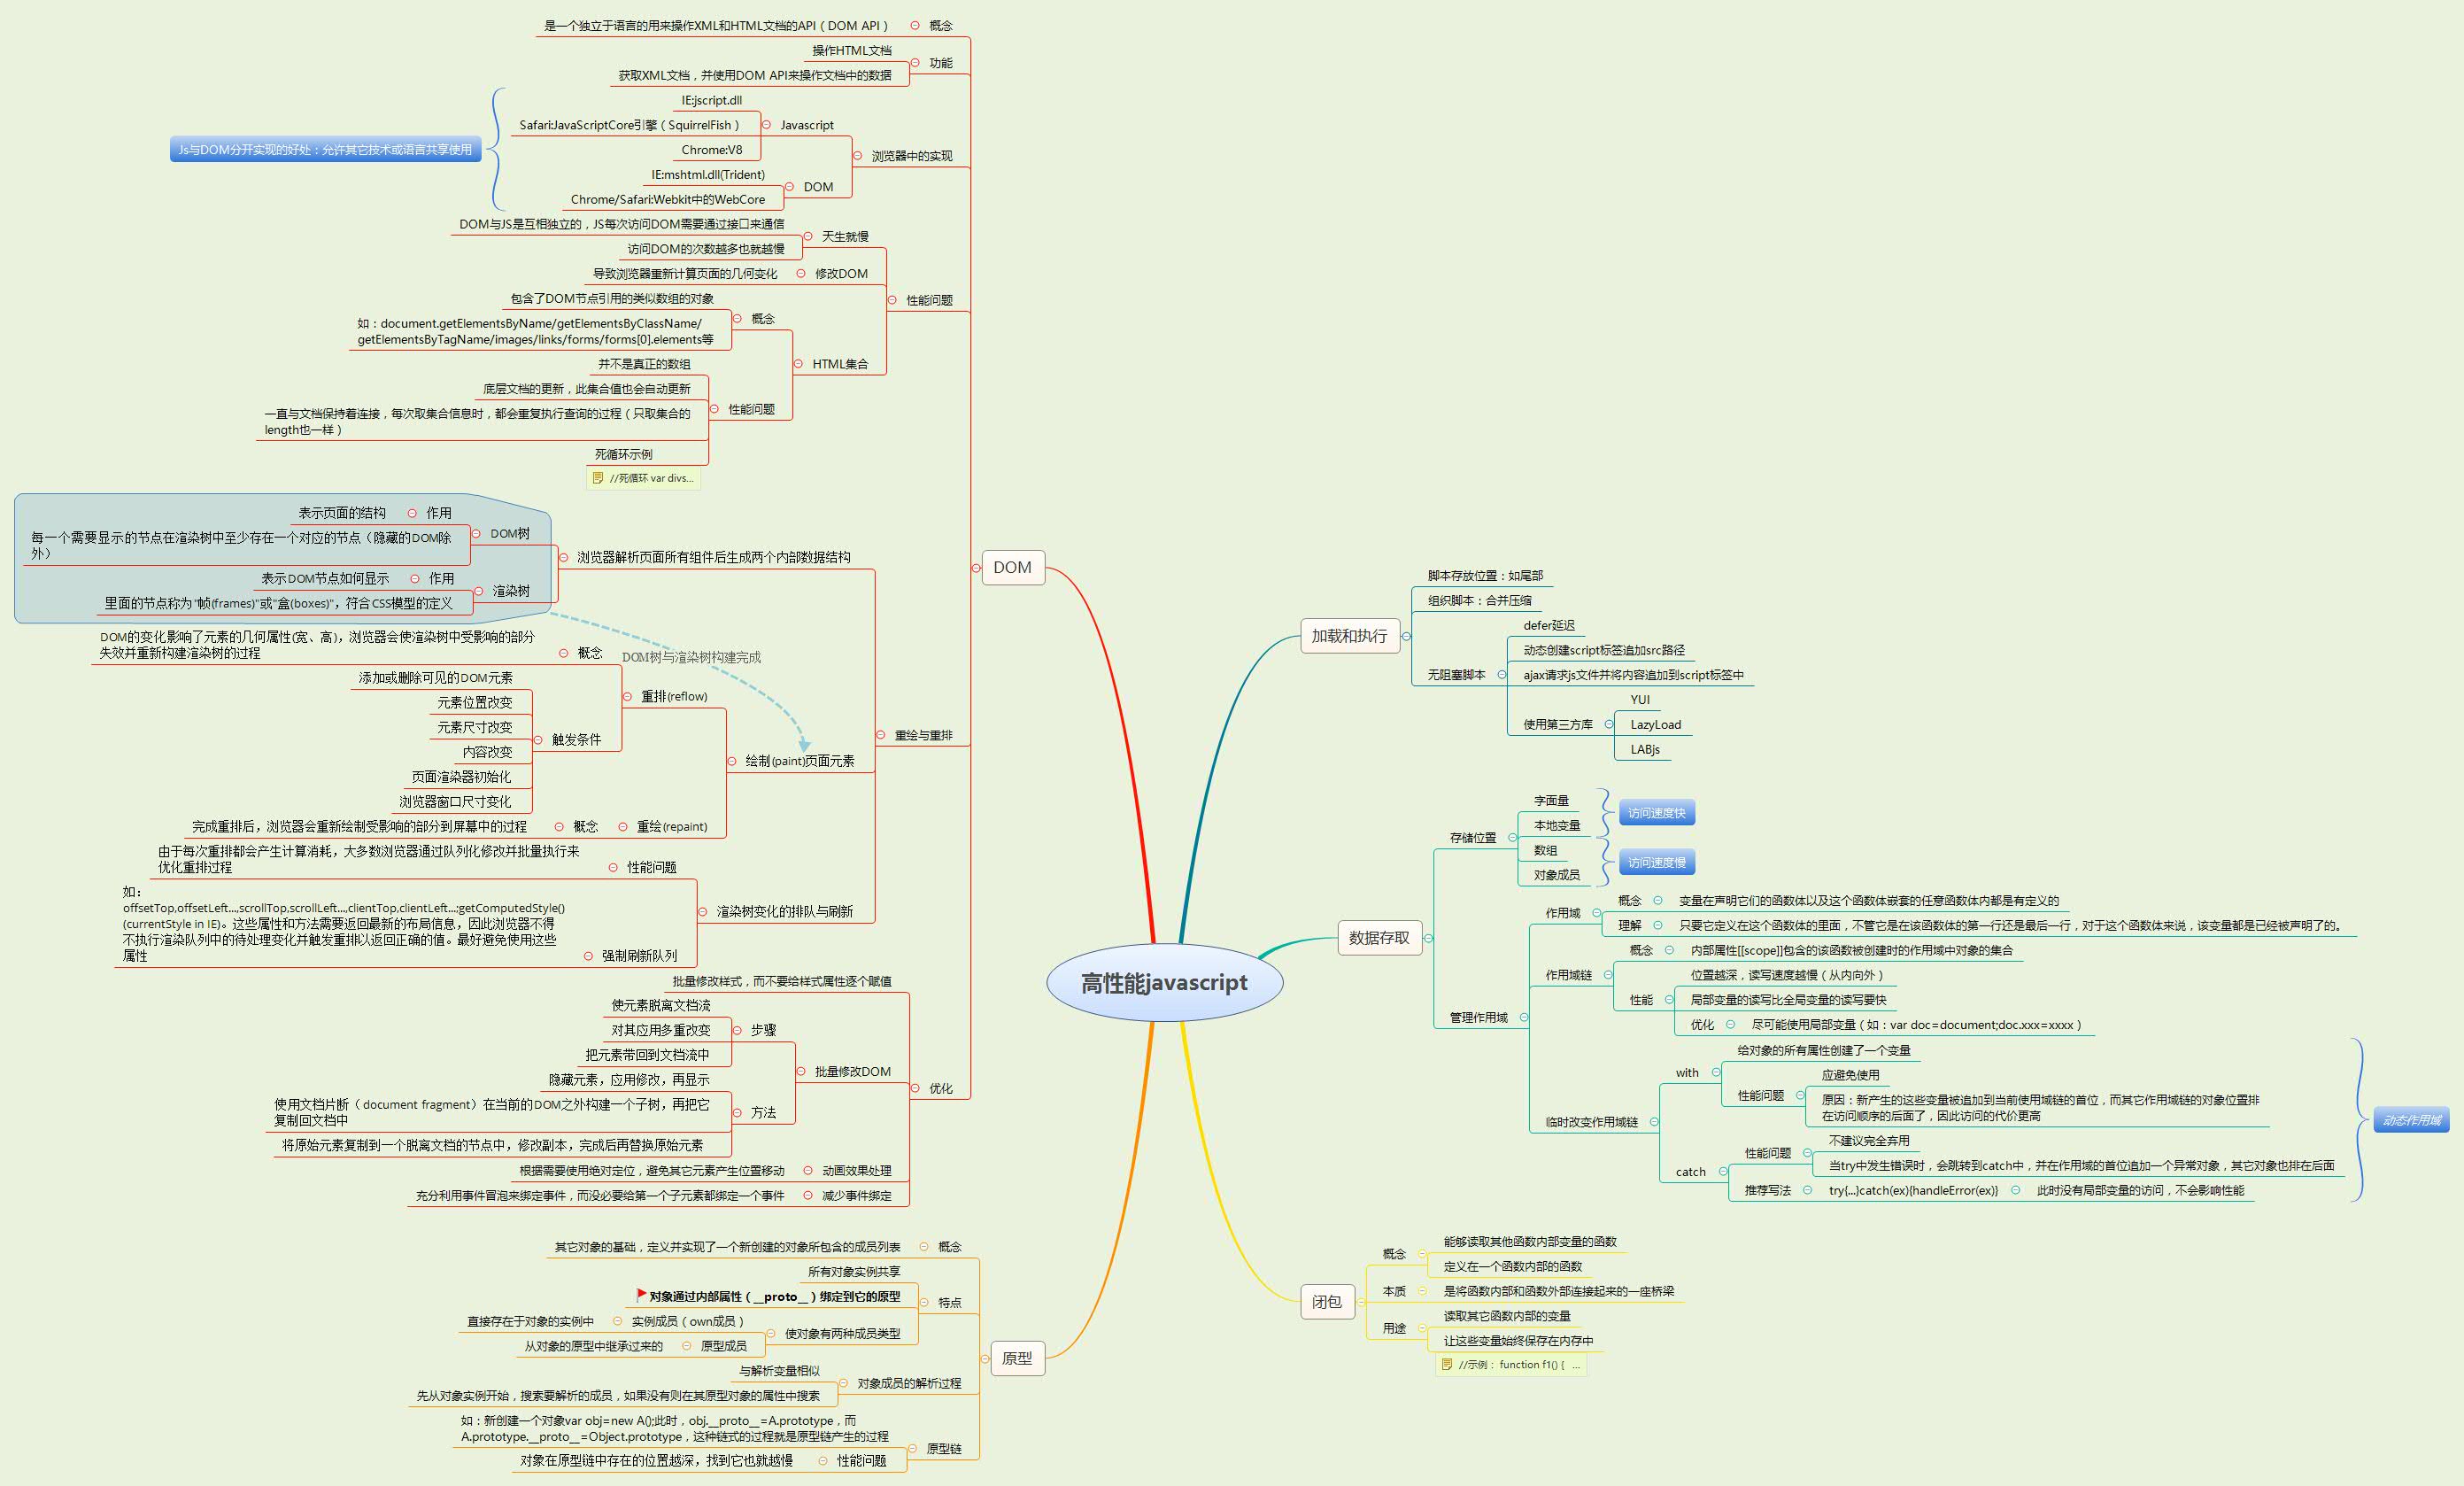 是一个独立于语言的用来操作XML和HTML文档的API（DOM API）
概念
操作HTML文档
功能
获取XML文档，并使用DOM API来操作文档中的数据
IE:jscript.dll
Safari:JavaScriptCore引擎（SquirrelFish）
Javascript
Js与DOM分开实现的好处：允许其它技术或语言共享使用
Chrome:V8
浏览器中的实现
IE:mshtml.dll(Trident)
DOM
Chrome/Safari:Webkit中的WebCore
DOM与JS是互相独立的，JS每次访问DOM需要通过接口来通信
天生就慢
访问DOM的次数越多也就越慢
导致浏览器重新计算页面的几何变化
修改DOM
性能问题
包含了DOM节点引用的类似数组的对象
概念
如：document.getElementsByName/getElementsByClassName/
getElementsByTagName/images/links/forms/forms[0].elements等
HTML集合
并不是真正的数组
底层文档的更新，此集合值也会自动更新
性能问题
一直与文档保持着连接，每次取集合信息时，都会重复执行查询的过程（只取集合的
length也一样）
死循环示例
//死循环 var divs...
表示页面的结构
作用
DOM树
每一个需要显示的节点在渲染树中至少存在一个对应的节点（隐藏的DOM除
外）
浏览器解析页面所有组件后生成两个内部数据结构
表示DOM节点如何显示
作用
渲染树
里面的节点称为"帧(frames)"或"盒(boxes)"，符合CSS模型的定义
DOM
DOM的变化影响了元素的几何属性(宽、高)，浏览器会使渲染树中受影响的部分
失效并重新构建渲染树的过程
概念
DOM树与渲染树构建完成
添加或删除可见的DOM元素
重排(reflow)
元素位置改变
元素尺寸改变
触发条件
内容改变
页面渲染器初始化
浏览器窗口尺寸变化
重绘与重排
绘制(paint)页面元素
完成重排后，浏览器会重新绘制受影响的部分到屏幕中的过程
概念
重绘(repaint)
由于每次重排都会产生计算消耗，大多数浏览器通过队列化修改并批量执行来
优化重排过程
性能问题
渲染树变化的排队与刷新
如：
offsetTop,offsetLeft...,scrollTop,scrollLeft...,clientTop,clientLeft...:getComputedStyle()
(currentStyle in IE)。这些属性和方法需要返回最新的布局信息，因此浏览器不得
不执行渲染队列中的待处理变化并触发重排以返回正确的值。最好避免使用这些
属性
强制刷新队列
批量修改样式，而不要给样式属性逐个赋值
使元素脱离文档流
对其应用多重改变
步骤
把元素带回到文档流中
批量修改DOM
隐藏元素，应用修改，再显示
优化
使用文档片断（document fragment）在当前的DOM之外构建一个子树，再把它
复制回文档中
方法
将原始元素复制到一个脱离文档的节点中，修改副本，完成后再替换原始元素
根据需要使用绝对定位，避免其它元素产生位置移动
动画效果处理
充分利用事件冒泡来绑定事件，而没必要给第一个子元素都绑定一个事件
减少事件绑定
其它对象的基础，定义并实现了一个新创建的对象所包含的成员列表
概念
所有对象实例共享
对象通过内部属性（__proto__）绑定到它的原型
特点
直接存在于对象的实例中
实例成员（own成员）
使对象有两种成员类型
从对象的原型中继承过来的
原型成员
原型
与解析变量相似
对象成员的解析过程
先从对象实例开始，搜索要解析的成员，如果没有则在其原型对象的属性中搜索
如：新创建一个对象var obj=new A();此时，obj.__proto__=A.prototype，而
A.prototype.__proto__=Object.prototype，这种链式的过程就是原型链产生的过程
原型链
对象在原型链中存在的位置越深，找到它也就越慢
性能问题
高性能javascript
脚本存放位置：如尾部
组织脚本：合并压缩
加载和执行
defer延迟
动态创建script标签追加src路径
无阻塞脚本
ajax请求js文件并将内容追加到script标签中
YUI
使用第三方库
LazyLoad
LABjs
字面量
访问速度快
本地变量
存储位置
数组
访问速度慢
对象成员
数据存取
作用域
概念
变量在声明它们的函数体以及这个函数体嵌套的任意函数体内都是有定义的
理解
只要它定义在这个函数体的里面，不管它是在该函数体的第一行还是最后一行，对于这个函数体来说，该变量都是已经被声明了的。
概念
内部属性[[scope]]包含的该函数被创建时的作用域中对象的集合
作用域链
位置越深，读写速度越慢（从内向外）
性能
局部变量的读写比全局变量的读写要快
管理作用域
优化
尽可能使用局部变量（如：var doc=document;doc.xxx=xxxx）
给对象的所有属性创建了一个变量
with
应避免使用
性能问题
原因：新产生的这些变量被追加到当前使用域链的首位，而其它作用域链的对象位置排
在访问顺序的后面了，因此访问的代价更高
临时改变作用域链
动态作用域
不建议完全弃用
性能问题
当try中发生错误时，会跳转到catch中，并在作用域的首位追加一个异常对象，其它对象也排在后面
catch
推荐写法
try{...}catch(ex){handleError(ex)}
此时没有局部变量的访问，不会影响性能
能够读取其他函数内部变量的函数
概念
定义在一个函数内部的函数
闭包
本质
是将函数内部和函数外部连接起来的一座桥梁
读取其它函数内部的变量
用途
让这些变量始终保存在内存中
//示例： function f1() { ...